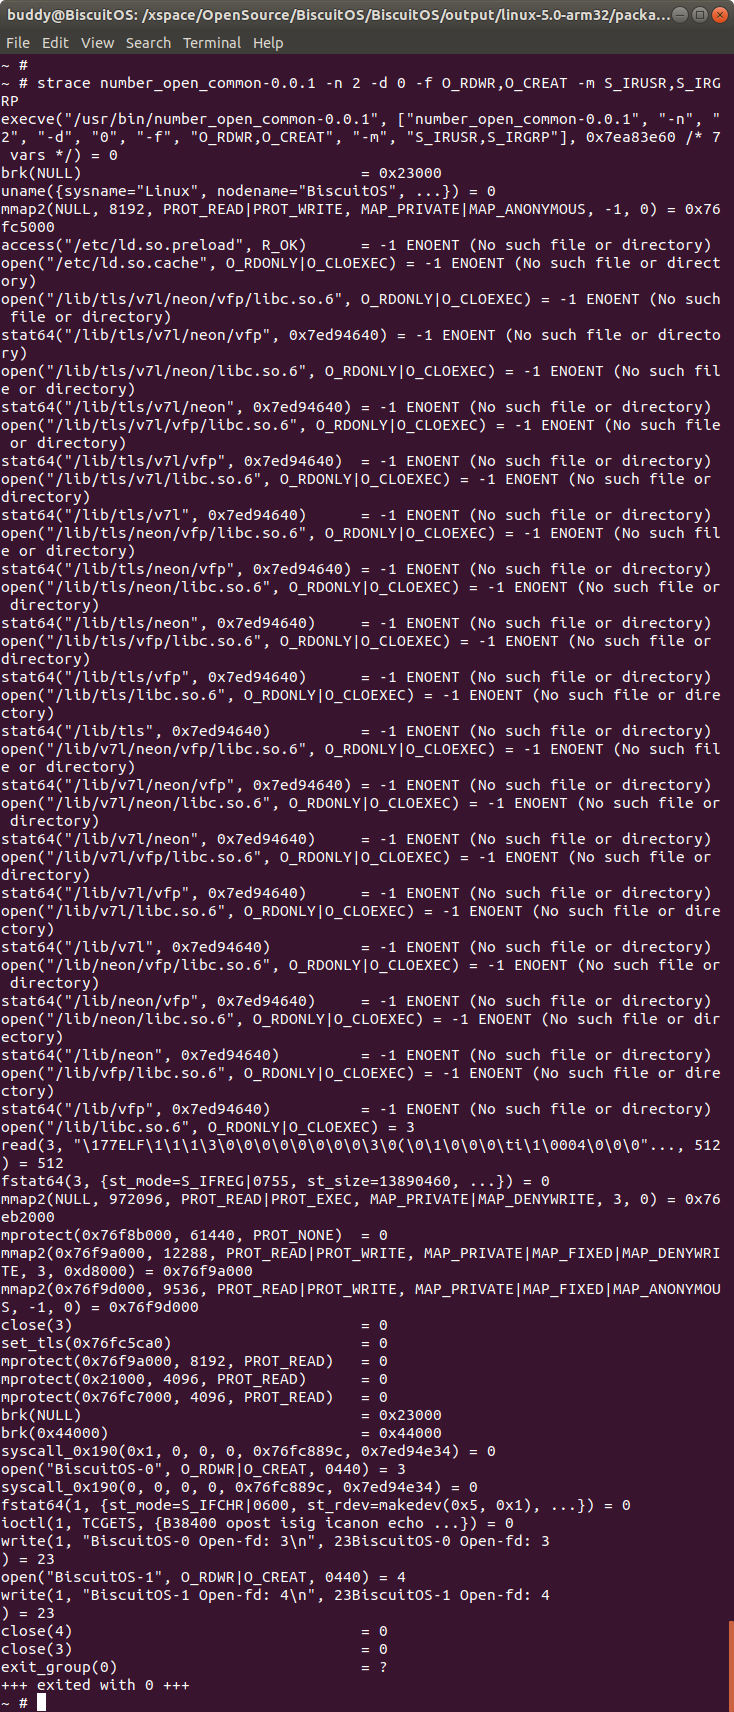 buddy@BiscuitOS: /xspace/OpenSource/BiscuitOS/BiscuitOS/output/linux-5.0-arm32/packa...
File Edit View Search Terminal Help
~ #
~ # strace number_open_common-0.0.1 -n 2 -d 0 -f O_RDWR,O_CREAT -m S_IRUSR,S_IRG
RP
execve("/usr/bin/number_open_common-0.0.1", ["number_open_common-0.0.1", "-n", "
2", "-d", "0", "-f", "O_RDWR,O_CREAT", "-m", "S_IRUSR,S_IRGRP"], 0x7ea83e60 /* 7
 vars */) = 0
brk(NULL)                               = 0x23000
uname({sysname="Linux", nodename="BiscuitOS", ...}) = 0
mmap2(NULL, 8192, PROT_READ|PROT_WRITE, MAP_PRIVATE|MAP_ANONYMOUS, -1, 0) = 0x76
fc5000
access("/etc/ld.so.preload", R_OK)      = -1 ENOENT (No such file or directory)
open("/etc/ld.so.cache", O_RDONLY|O_CLOEXEC) = -1 ENOENT (No such file or direct
ory)
open("/lib/tls/v7l/neon/vfp/libc.so.6", O_RDONLY|O_CLOEXEC) = -1 ENOENT (No such
 file or directory)
stat64("/lib/tls/v7l/neon/vfp", 0x7ed94640) = -1 ENOENT (No such file or directo
ry)
open("/lib/tls/v7l/neon/libc.so.6", O_RDONLY|O_CLOEXEC) = -1 ENOENT (No such fil
e or directory)
stat64("/lib/tls/v7l/neon", 0x7ed94640) = -1 ENOENT (No such file or directory)
open("/lib/tls/v7l/vfp/libc.so.6", O_RDONLY|O_CLOEXEC) = -1 ENOENT (No such file
 or directory)
stat64("/lib/tls/v7l/vfp", 0x7ed94640)  = -1 ENOENT (No such file or directory)
open("/lib/tls/v7l/libc.so.6", O_RDONLY|O_CLOEXEC) = -1 ENOENT (No such file or
directory)
stat64("/lib/tls/v7l", 0x7ed94640)      = -1 ENOENT (No such file or directory)
open("/lib/tls/neon/vfp/libc.so.6", O_RDONLY|O_CLOEXEC) = -1 ENOENT (No such fil
e or directory)
stat64("/lib/tls/neon/vfp", 0x7ed94640) = -1 ENOENT (No such file or directory)
open("/lib/tls/neon/libc.so.6", O_RDONLY|O_CLOEXEC) = -1 ENOENT (No such file or
 directory)
stat64("/lib/tls/neon", 0x7ed94640)     = -1 ENOENT (No such file or directory)
open("/lib/tls/vfp/libc.so.6", O_RDONLY|O_CLOEXEC) = -1 ENOENT (No such file or
directory)
stat64("/lib/tls/vfp", 0x7ed94640)      = -1 ENOENT (No such file or directory)
open("/lib/tls/libc.so.6", O_RDONLY|O_CLOEXEC) = -1 ENOENT (No such file or dire
ctory)
stat64("/lib/tls", 0x7ed94640)          = -1 ENOENT (No such file or directory)
open("/lib/v7l/neon/vfp/libc.so.6", O_RDONLY|O_CLOEXEC) = -1 ENOENT (No such fil
e or directory)
stat64("/lib/v7l/neon/vfp", 0x7ed94640) = -1 ENOENT (No such file or directory)
open("/lib/v7l/neon/libc.so.6", O_RDONLY|O_CLOEXEC) = -1 ENOENT (No such file or
 directory)
stat64("/lib/v7l/neon", 0x7ed94640)     = -1 ENOENT (No such file or directory)
open("/lib/v7l/vfp/libc.so.6", O_RDONLY|O_CLOEXEC) = -1 ENOENT (No such file or
directory)
stat64("/lib/v7l/vfp", 0x7ed94640)      = -1 ENOENT (No such file or directory)
open("/lib/v7l/libc.so.6", O_RDONLY|O_CLOEXEC) = -1 ENOENT (No such file or dire
ctory)
stat64("/lib/v7l", 0x7ed94640)          = -1 ENOENT (No such file or directory)
open("/lib/neon/vfp/libc.so.6", O_RDONLY|O_CLOEXEC) = -1 ENOENT (No such file or
 directory)
stat64("/lib/neon/vfp", 0x7ed94640)     = -1 ENOENT (No such file or directory)
open("/lib/neon/libc.so.6", O_RDONLY|O_CLOEXEC) = -1 ENOENT (No such file or dir
ectory)
stat64("/lib/neon", 0x7ed94640)         = -1 ENOENT (No such file or directory)
open("/lib/vfp/libc.so.6", O_RDONLY|O_CLOEXEC) = -1 ENOENT (No such file or dire
ctory)
stat64("/lib/vfp", 0x7ed94640)          = -1 ENOENT (No such file or directory)
open("/lib/libc.so.6", O_RDONLY|O_CLOEXEC) = 3
read(3, "\177ELF\1\1\1\3\0\0\0\0\0\0\0\0\3\0(\0\1\0\0\0\ti\1\0004\0\0\0"..., 512
) = 512
fstat64(3, {st_mode=S_IFREG|0755, st_size=13890460, ...}) = 0
mmap2(NULL, 972096, PROT_READ|PROT_EXEC, MAP_PRIVATE|MAP_DENYWRITE, 3, 0) = 0x76
eb2000
mprotect(0x76f8b000, 61440, PROT_NONE)  = 0
mmap2(0x76f9a000, 12288, PROT_READ|PROT_WRITE, MAP_PRIVATE|MAP_FIXED|MAP_DENYWRI
TE, 3, 0xd8000) = 0x76f9a000
mmap2(0x76f9d000, 9536, PROT_READ|PROT_WRITE, MAP_PRIVATE|MAP_FIXED|MAP_ANONYMOU
S, -1, 0) = 0x76f9d000
close(3)                                = 0
set_tls(0x76fc5ca0)                     = 0
mprotect(0x76f9a000, 8192, PROT_READ)   = 0
mprotect(0x21000, 4096, PROT_READ)      = 0
mprotect(0x76fc7000, 4096, PROT_READ)   = 0
brk(NULL)                               = 0x23000
brk(0x44000)                            = 0x44000
syscall_0x190(0x1, 0, 0, 0, 0x76fc889c, 0x7ed94e34) = 0
open("BiscuitOS-0", O_RDWR|O_CREAT, 0440) = 3
syscall_0x190(0, 0, 0, 0, 0x76fc889c, 0x7ed94e34) = 0
fstat64(1, {st_mode=S_IFCHR|0600, st_rdev=makedev(0x5, 0x1), ...}) = 0
ioctl(1, TCGETS, {B38400 opost isig icanon echo ...}) = 0
write(1, "BiscuitOS-0 Open-fd: 3\n", 23BiscuitOS-0 Open-fd: 3
) = 23
open("BiscuitOS-1", O_RDWR|O_CREAT, 0440) = 4
write(1, "BiscuitOS-1 Open-fd: 4\n", 23BiscuitOS-1 Open-fd: 4
) = 23
close(4)                                = 0
close(3)                                = 0
exit_group(0)                           = ?
+++ exited with 0 +++
~ #